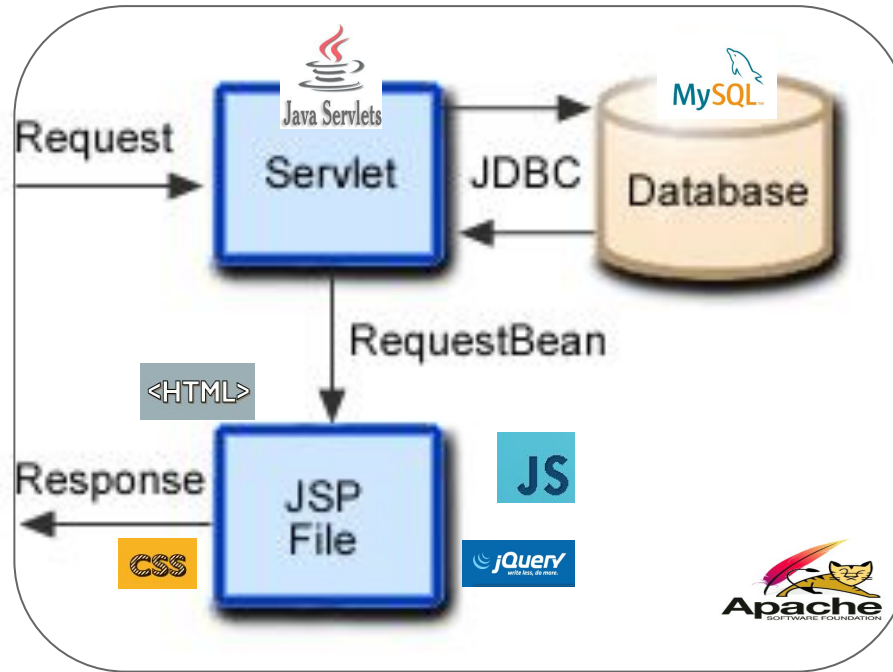 Java Servlets
MySQL
Request
Servlet
JDBC
Database
RequestBean
<HTML>
Response
JSP
File
JS
CSS
jQuery
write less, do more.
Apache
SOFTWARE FOUNDATION